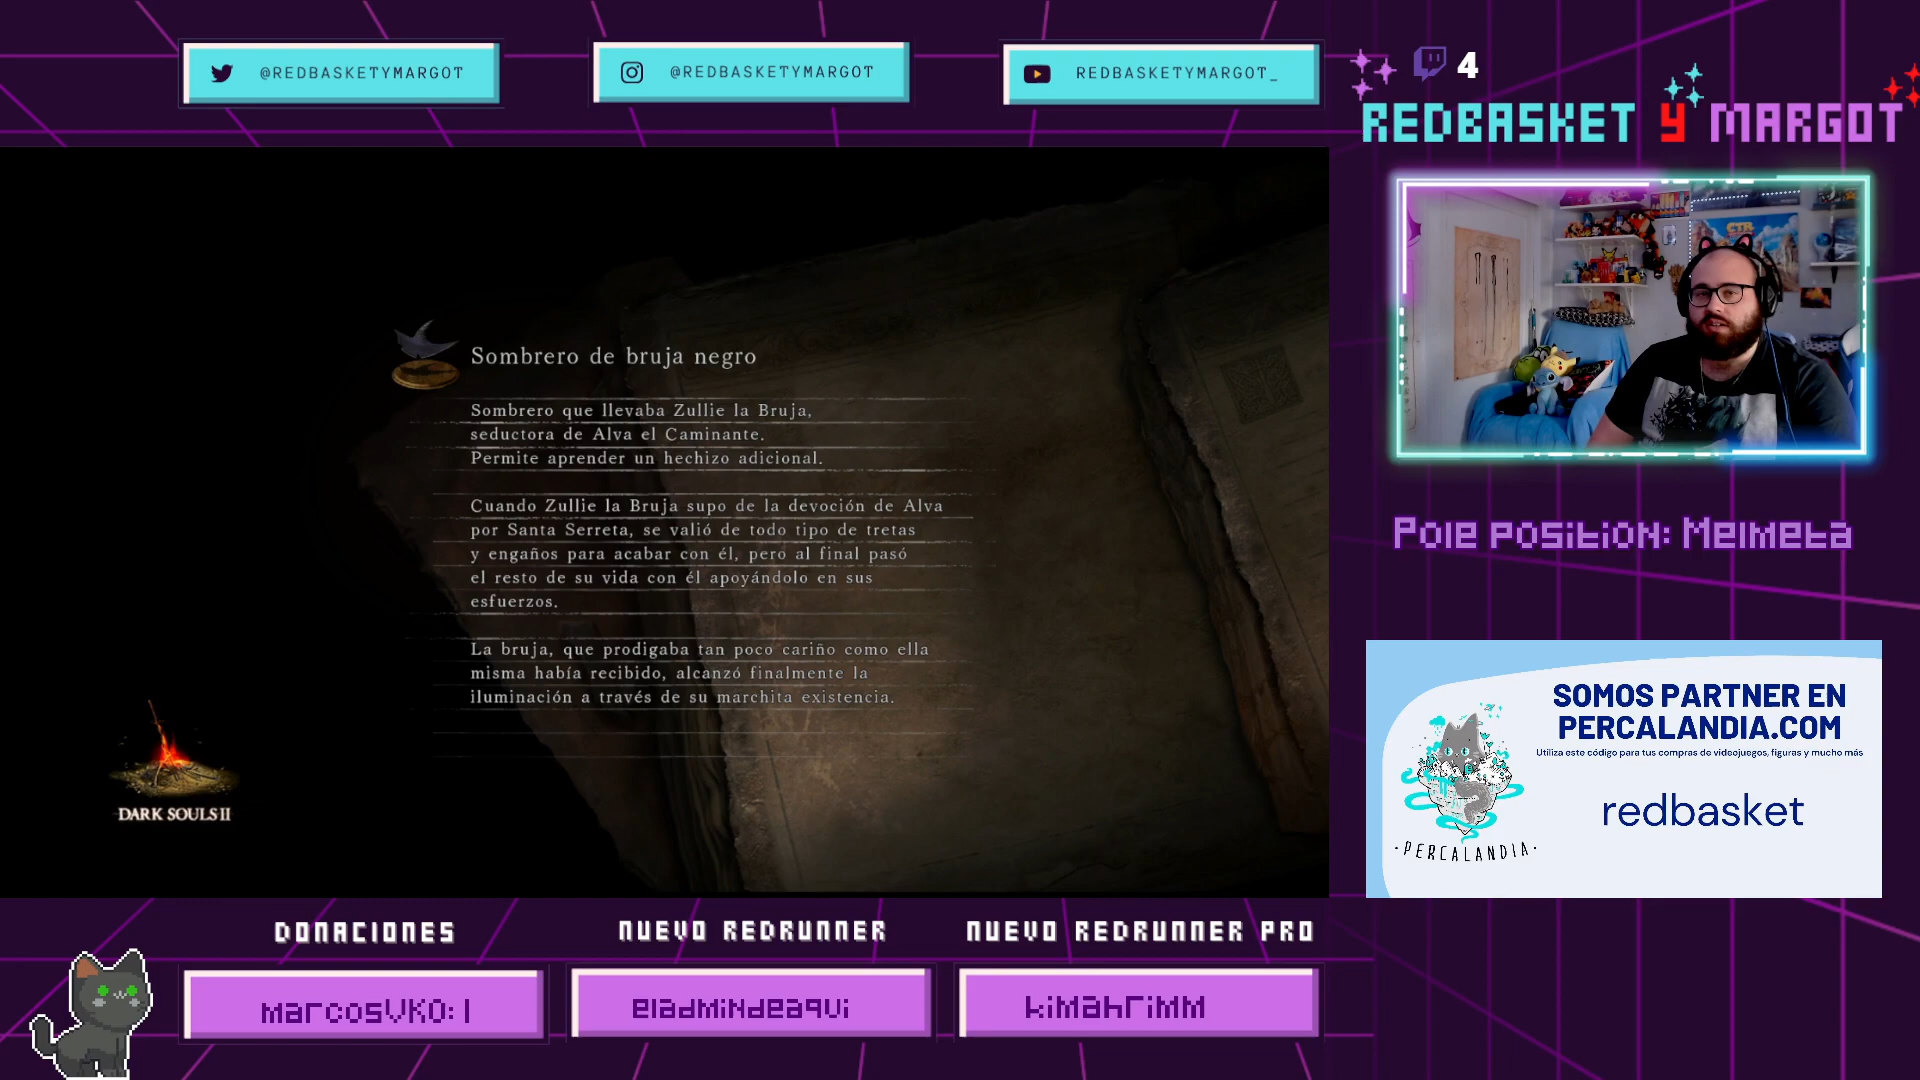 @REDBASKETYMARGOT
@REDBASKETYMARGOT
REDBASKETYMARGOT_
4
REDBASKET Y MARGOT
Sombrero de bruja negro
Sombrero que llevaba Zullie la Bruja,
seductora de Alva el Caminante.
Permite aprender un hechizo adicional.
Cuando Zullie la Bruja supo de la devoción de Alva
por Santa Serreta, se valió de todo tipo de tretas
y engaños para acabar con él, pero al final pasó
el resto de su vida con él apoyándolo en sus
esfuerzos.
La bruja, que prodigaba tan poco cariño como ella
misma había recibido, alcanzó finalmente la
iluminación a través de su marchita existencia.
DARK SOULS II
CTR
Pole position: Melmeta
SOMOS PARTNER EN
PERCALANDIA.COM
Utiliza este código para tus compras de videojuegos, figuras y mucho más
redbasket
·PERCALANDIA·
DONACIONES
marcosVK0: 1
NUEVO REDRUNNER
eladmindeaqui
NUEVO REDRUNNER PRO
kimahrimm